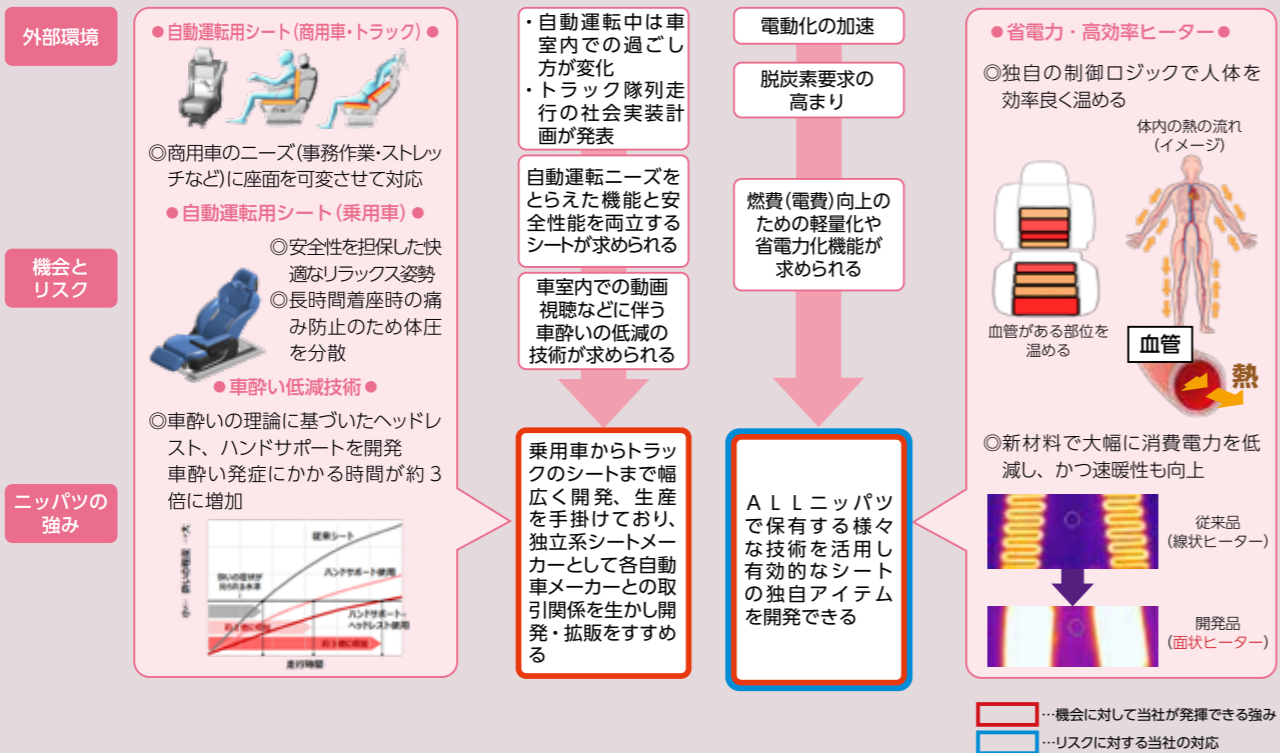 外部環境
機会と
リスク
ニッパツの
強み
●自動運転用シート(商用車・トラック)●
◎商用車のニーズ(事務作業・ストレッ
チなど)に座面を可変させて対応
●自動運転用シート(乗用車)●
◎安全性を担保した快
適なリラックス姿勢
◎長時間着座時の痛
み防止のため体圧
を分散
●車酔い低減技術●
◎車酔いの理論に基づいたヘッドレ
スト、ハンドサポートを開発
車酔い発症にかかる時間が約3
倍に増加
従来シート
ハンドサポート使用
ハンドサポート+
ヘッドレスト使用
約3倍に増加
走行時間
・自動運転中は車
室内での過ごし
方が変化
・トラック隊列走
行の社会実装計
画が発表
自動運転ニーズを
とらえた機能と安
全性能を両立する
シートが求められる
車室内での動画
視聴などに伴う
車酔いの低減の
技術が求められる
乗用車からトラッ
クのシートまで幅
広く開発、生産
を手掛けており、
独立系シートメー
カーとして各自動
車メーカーとの取
引関係を生かし開
発・拡販をすすめ
る
電動化の加速
脱炭素要求の
高まり
燃費(電費)向上の
ための軽量化や
省電力化機能が
求められる
ALLニッパツ
で保有する様々
な技術を活用し
有効的なシート
の独自アイテム
を開発できる
●省電力・高効率ヒーター●
◎独自の制御ロジックで人体を
効率良く温める
体内の熱の流れ
(イメージ)
血管がある部位を
温める
血管
熱
◎新材料で大幅に消費電力を低
減し、かつ速暖性も向上
従来品
(線状ヒーター)
開発品
(面状ヒーター)
…機会に対して当社が発揮できる強み
…リスクに対する当社の対応